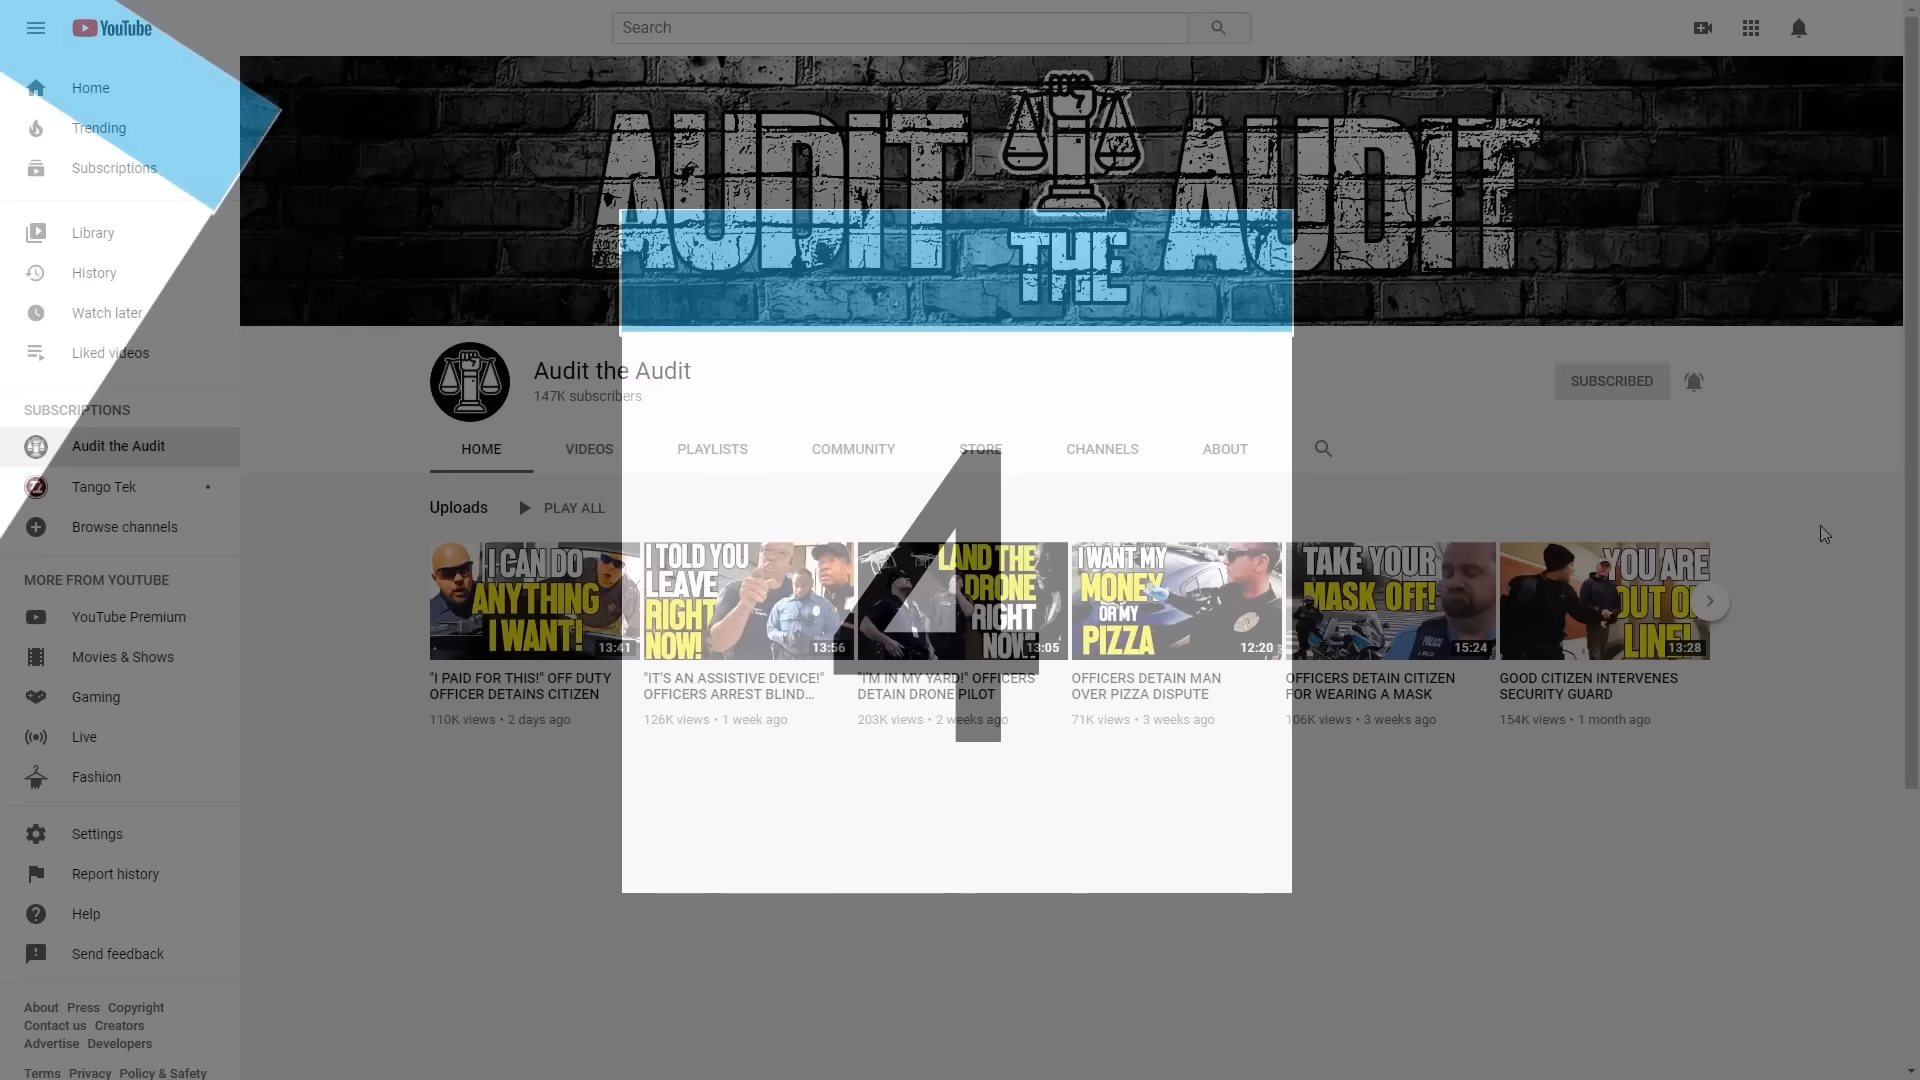 YouTube
Search
Home
Trending
Subscriptions
Library
History
Watch later
Liked videos
SUBSCRIPTIONS
Audit the Audit
Tango Tek
Browse channels
MORE FROM YOUTUBE
YouTube Premium
Movies & Shows
Gaming
Live
Fashion
Settings
Report history
Help
Send feedback
About Press Copyright
Contact us Creators
Advertise Developers
Terms Privacy Policy & Safety
AUDIT THE AUDIT
Audit the Audit
147K subscribers
SUBSCRIBED
HOME VIDEOS PLAYLISTS COMMUNITY STORE CHANNELS ABOUT
4
Uploads PLAY ALL
I CAN DO
ANYTHING
I WANT!
13:41
"I PAID FOR THIS!" OFF DUTY
OFFICER DETAINS CITIZEN
110K views • 2 days ago
I TOLD YOU
LEAVE
RIGHT
NOW!
13:56
"IT'S AN ASSISTIVE DEVICE!"
OFFICERS ARREST BLIND...
126K views • 1 week ago
LAND THE
DRONE
RIGHT
NOW!
13:05
"I'M IN MY YARD!" OFFICERS
DETAIN DRONE PILOT
203K views • 2 weeks ago
I WANT MY
MONEY
OR MY
PIZZA
12:20
OFFICERS DETAIN MAN
OVER PIZZA DISPUTE
71K views • 3 weeks ago
TAKE YOUR
MASK OFF!
POLICE
15:24
OFFICERS DETAIN CITIZEN
FOR WEARING A MASK
106K views • 3 weeks ago
YOU ARE
OUT OF
LINE!
13:28
GOOD CITIZEN INTERVENES
SECURITY GUARD
154K views • 1 month ago